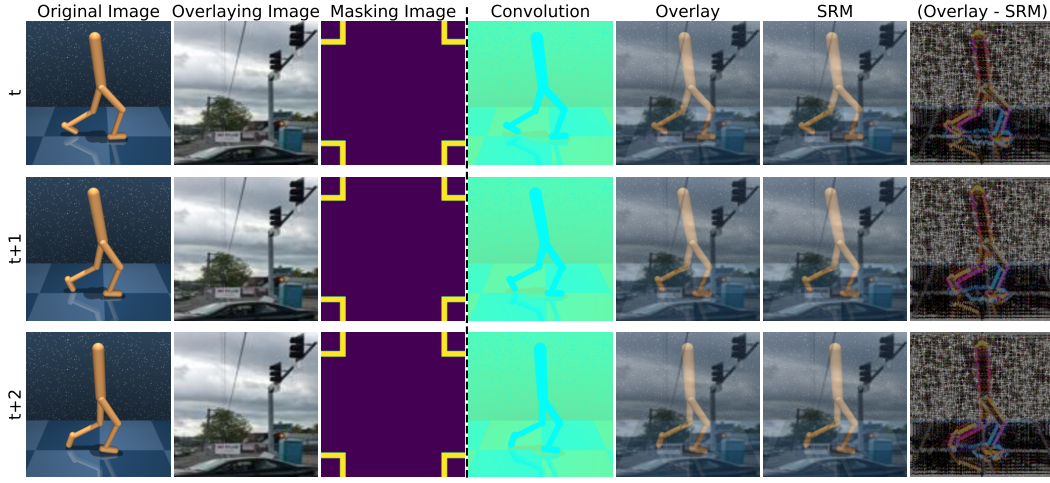 Original Image Overlaying Image Masking Image Convolution Overlay SRM (Overlay - SRM)
t
t+1
t+2